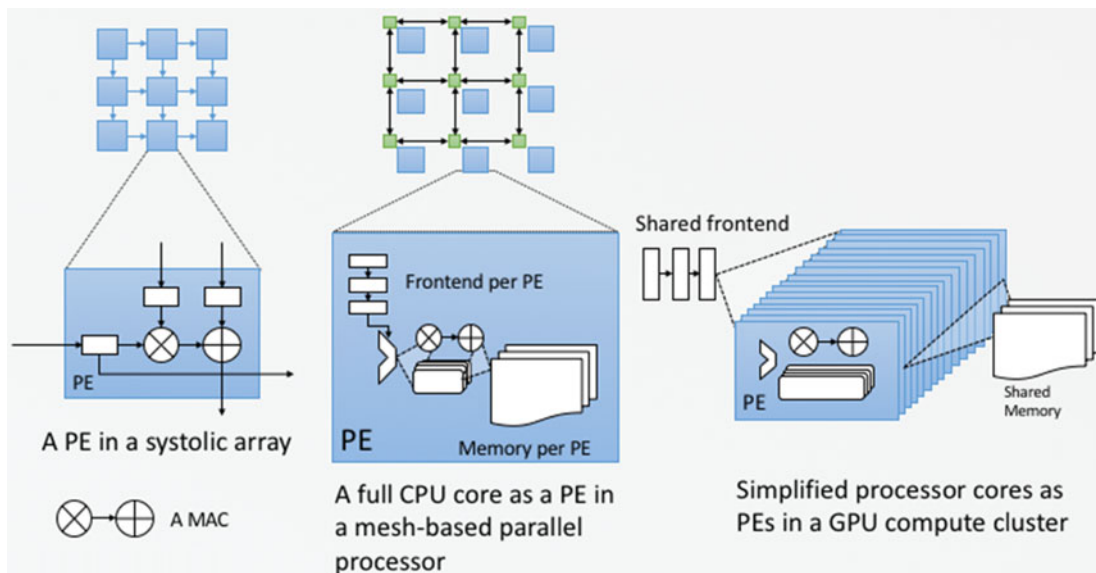 PE
A PE in a systolic array
A MAC
Frontend per PE
PE
Memory per PE
A full CPU core as a PE in
a mesh-based parallel
processor
Shared frontend
PE
Shared
Memory
Simplified processor cores as
PEs in a GPU compute cluster